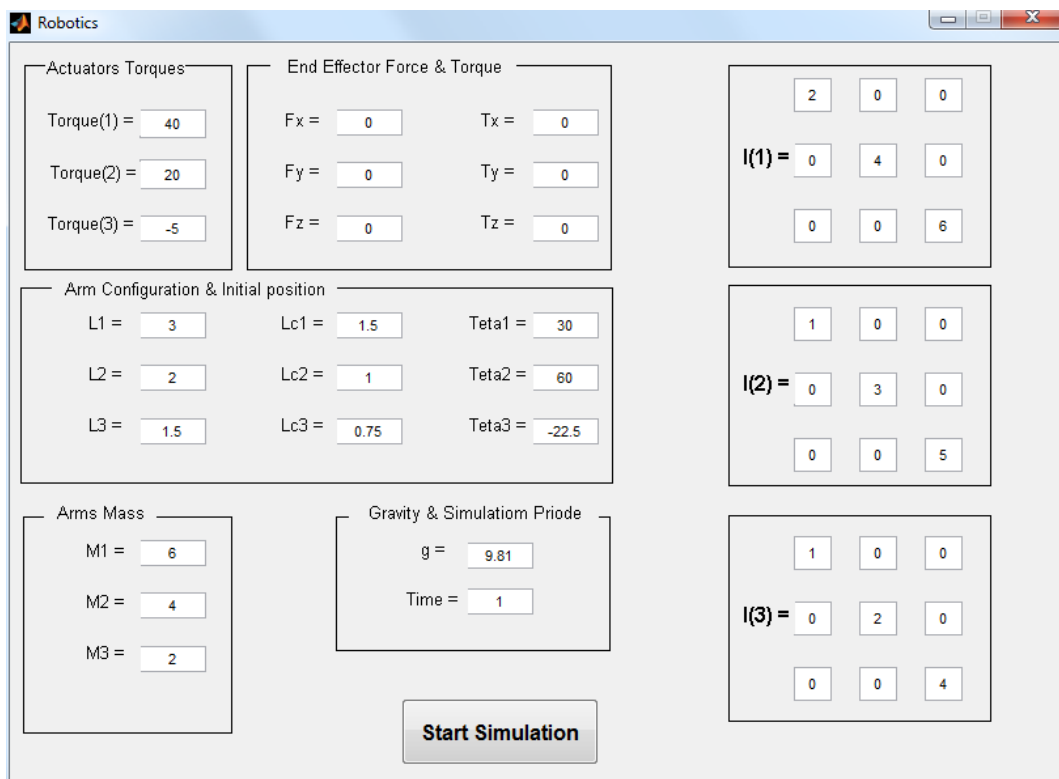 Robotics
Actuators Torques
Torque(1) = 40
Torque(2) = 20
Torque(3) = -5
End Effector Force & Torque
Fx = 0 Tx = 0
Fy = 0 Ty = 0
Fz = 0 Tz = 0
2 0 0
I(1) = 0 4 0
0 0 6
Arm Configuration & Initial position
L1 = 3 Lc1 = 1.5 Teta1 = 30
L2 = 2 Lc2 = 1 Teta2 = 60
L3 = 1.5 Lc3 = 0.75 Teta3 = -22.5
1 0 0
I(2) = 0 3 0
0 0 5
Arms Mass
M1 = 6
M2 = 4
M3 = 2
Gravity & Simulatiom Priode
g = 9.81
Time = 1
1 0 0
I(3) = 0 2 0
0 0 4
Start Simulation